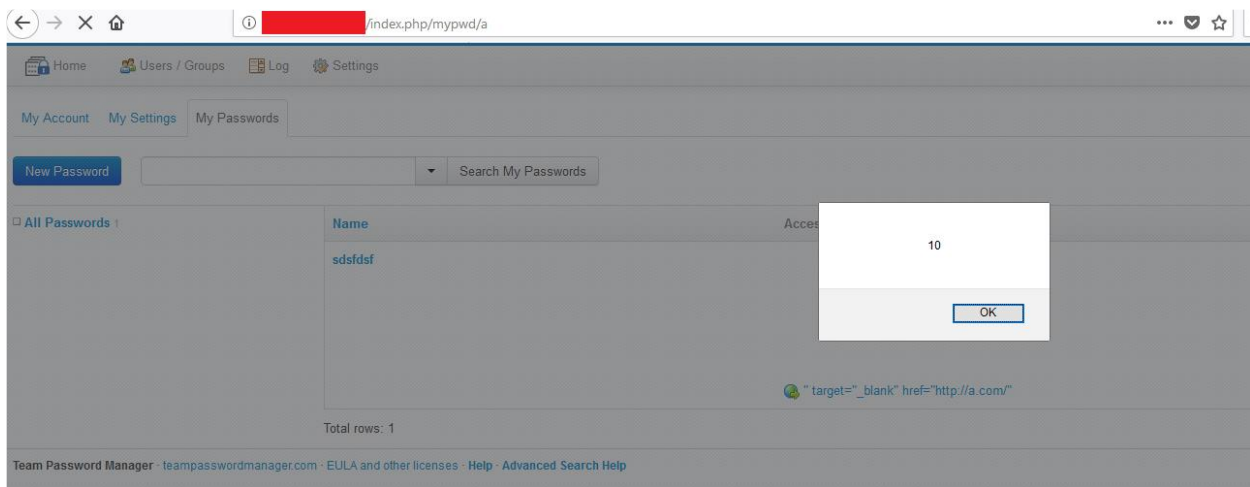 /index.php/mypwd/a
Home Users / Groups Log Settings
My Account My Settings My Passwords
New Password Search My Passwords
All Passwords ↑ Name Acces
10
sdsfdsf
OK
" target="_blank" href="http://a.com/"
Total rows: 1
Team Password Manager · teampasswordmanager.com · EULA and other licenses · Help · Advanced Search Help